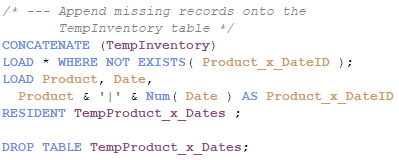 /* --- Append missing records onto the
TempInventory table */
CONCATENATE (TempInventory)
LOAD * WHERE NOT EXISTS( Product_x_DateID );
LOAD Product, Date,
Product & '|' & Num( Date ) AS Product_x_DateID
RESIDENT TempProduct_x_Dates ;
DROP TABLE TempProduct_x_Dates;